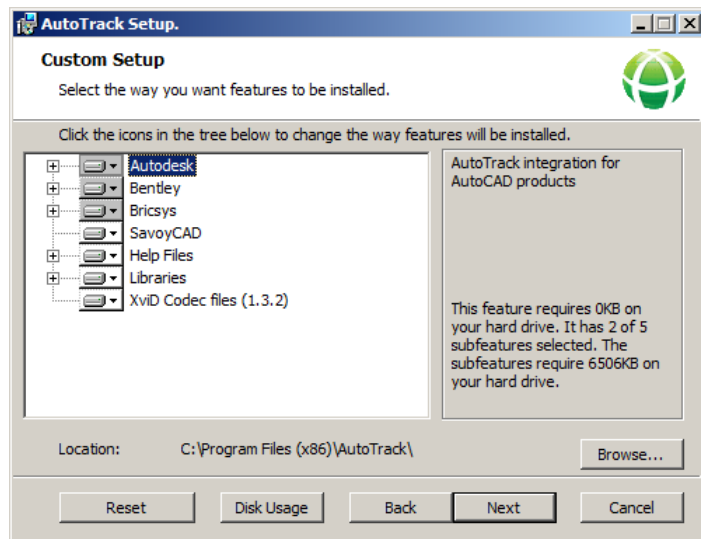 AutoTrack Setup.
Custom Setup
Select the way you want features to be installed.
Click the icons in the tree below to change the way features will be installed.
Autodesk
Bentley
Bricsys
SavoyCAD
Help Files
Libraries
XviD Codec files (1.3.2)
AutoTrack integration for
AutoCAD products
This feature requires 0KB on
your hard drive. It has 2 of 5
subfeatures selected. The
subfeatures require 6506KB on
your hard drive.
Location: C:\Program Files (x86)\AutoTrack\
Browse...
Reset Disk Usage Back Next Cancel